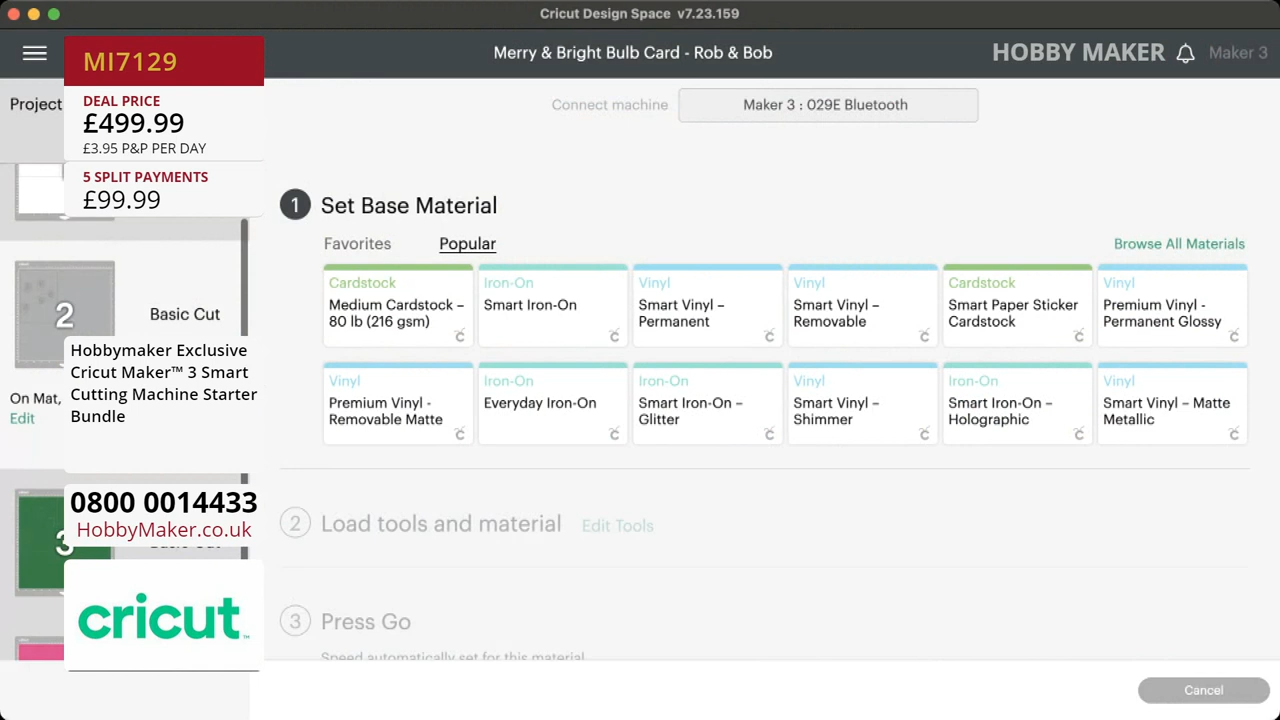 Cricut Design Space v7.23.159
Merry & Bright Bulb Card - Rob & Bob
HOBBY MAKER
Maker 3
MI7129
DEAL PRICE
£499.99
£3.95 P&P PER DAY
5 SPLIT PAYMENTS
£99.99
Project
Connect machine
Maker 3 : 029E Bluetooth
1
Set Base Material
Favorites
Popular
Browse All Materials
Cardstock
Medium Cardstock –
80 lb (216 gsm)
Iron-On
Smart Iron-On
Vinyl
Smart Vinyl –
Permanent
Vinyl
Smart Vinyl –
Removable
Cardstock
Smart Paper Sticker
Cardstock
Vinyl
Premium Vinyl -
Permanent Glossy
Vinyl
Premium Vinyl -
Removable Matte
Iron-On
Everyday Iron-On
Iron-On
Smart Iron-On –
Glitter
Vinyl
Smart Vinyl –
Shimmer
Iron-On
Smart Iron-On –
Holographic
Vinyl
Smart Vinyl – Matte
Metallic
2
Basic Cut
Hobbymaker Exclusive
Cricut Maker™ 3 Smart
Cutting Machine Starter
Bundle
On Mat,
Edit
0800 0014433
HobbyMaker.co.uk
3
cricut™
2
Load tools and material
Edit Tools
3
Press Go
Speed automatically set for this material
Cancel